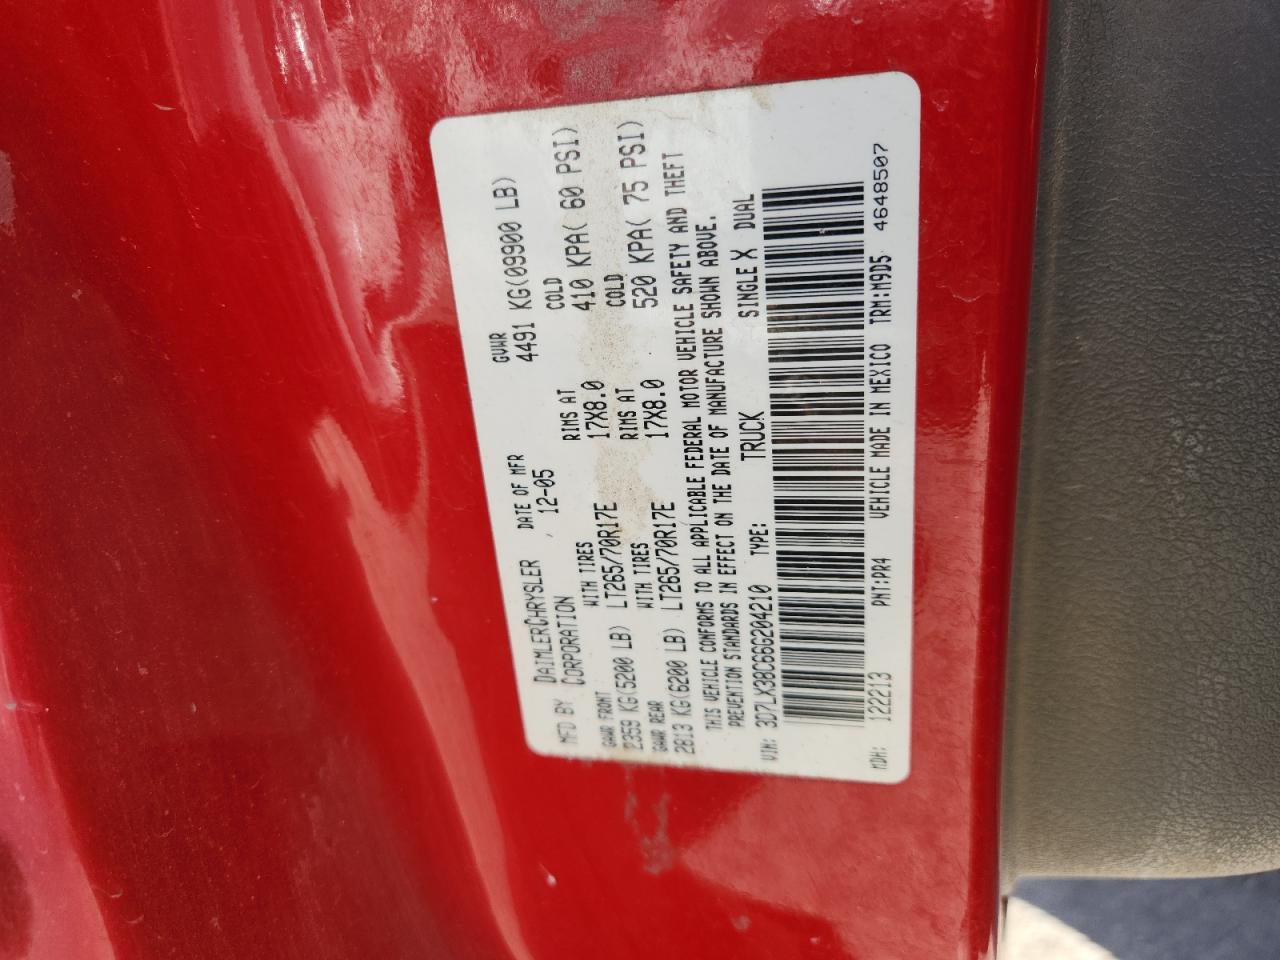 MFD BY DAIMLERCHRYSLER CORPORATION
DATE OF MFR 12-05
GVWR 4491 KG(09900 LB)
GAWR FRONT WITH TIRES RIMS AT COLD
2359 KG(5200 LB) LT265/70R17E 17X8.0 410 KPA( 60 PSI)
GAWR REAR WITH TIRES RIMS AT COLD
2813 KG(6200 LB) LT265/70R17E 17X8.0 520 KPA( 75 PSI)
THIS VEHICLE CONFORMS TO ALL APPLICABLE FEDERAL MOTOR VEHICLE SAFETY AND THEFT
PREVENTION STANDARDS IN EFFECT ON THE DATE OF MANUFACTURE SHOWN ABOVE.
VIN: 3D7LX38C66G204210 TYPE: TRUCK SINGLE X DUAL
MDH: 122213 PNT:PR4 VEHICLE MADE IN MEXICO TRM:M9D5 4648507